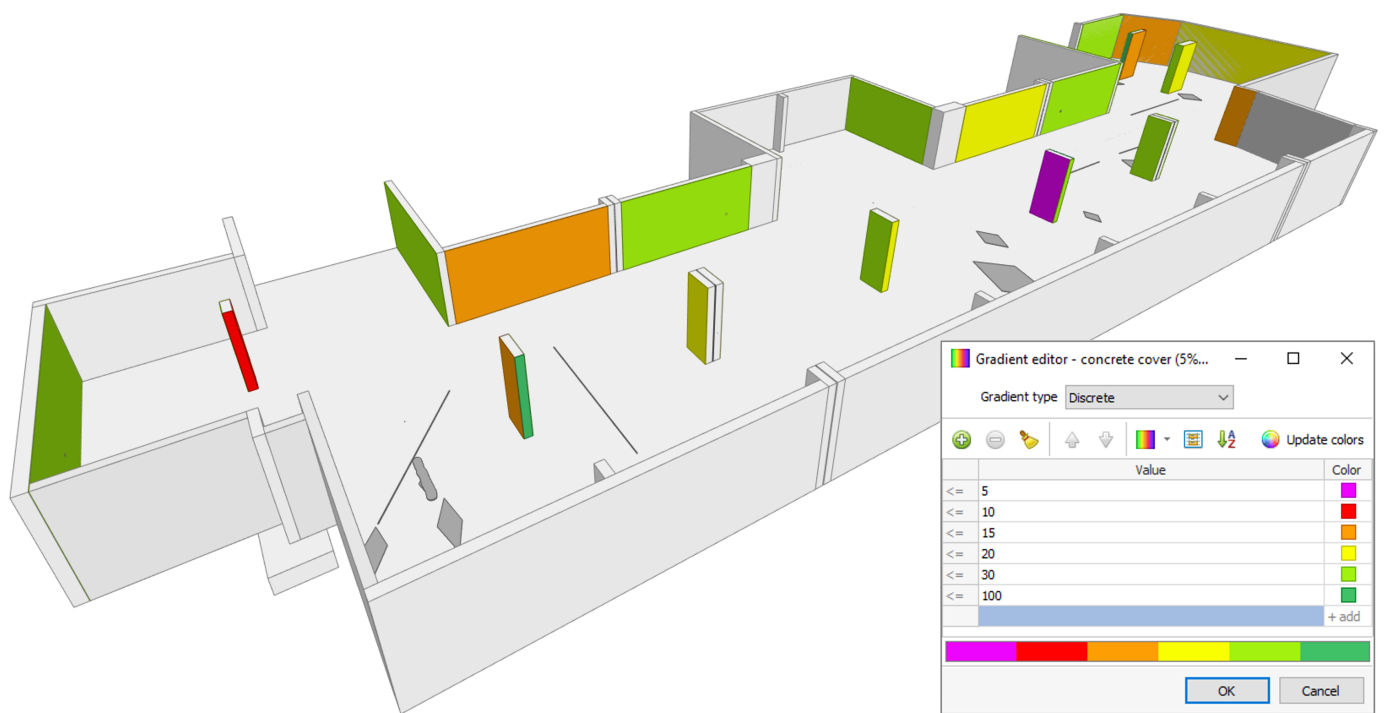 Gradient editor - concrete cover (5%...
Gradient type Discrete
Update colors
Value Color
<= 5
<= 10
<= 15
<= 20
<= 30
<= 100
+ add
OK Cancel